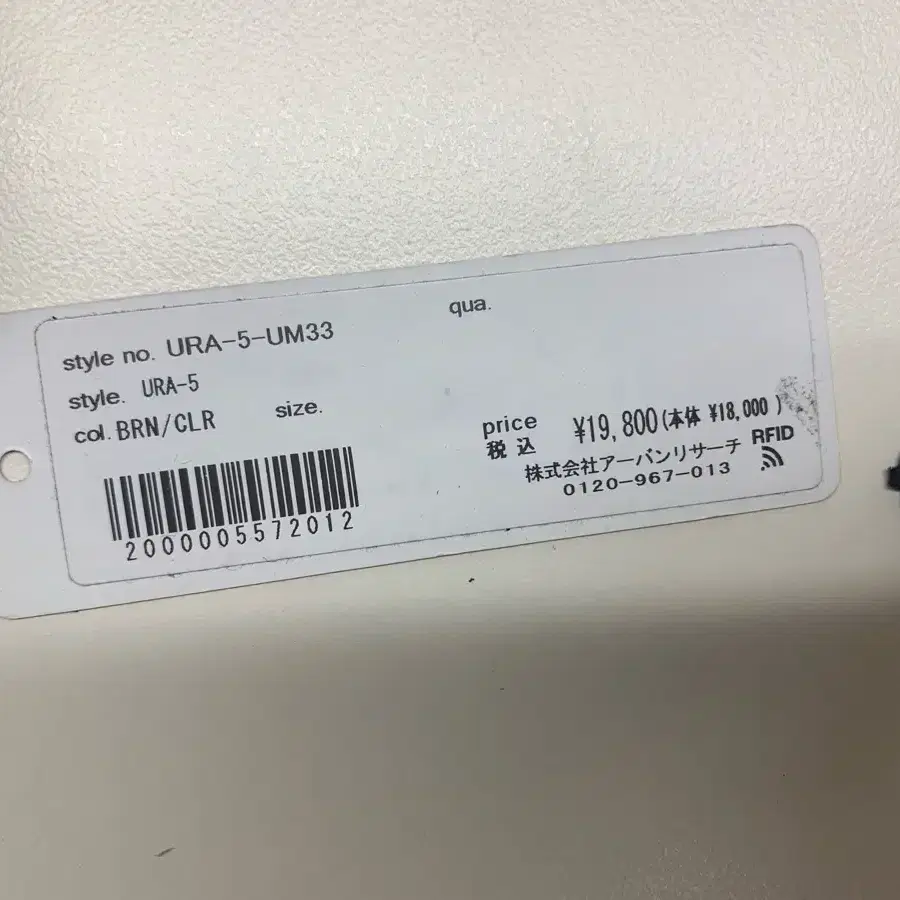 qua.
style no. URA-5-UM33
style. URA-5
col. BRN/CLR size.
price ¥19,800(本体 ¥18,000 )
税 込
株式会社アーバンリサーチ RFID
0120-967-013
2000005572012